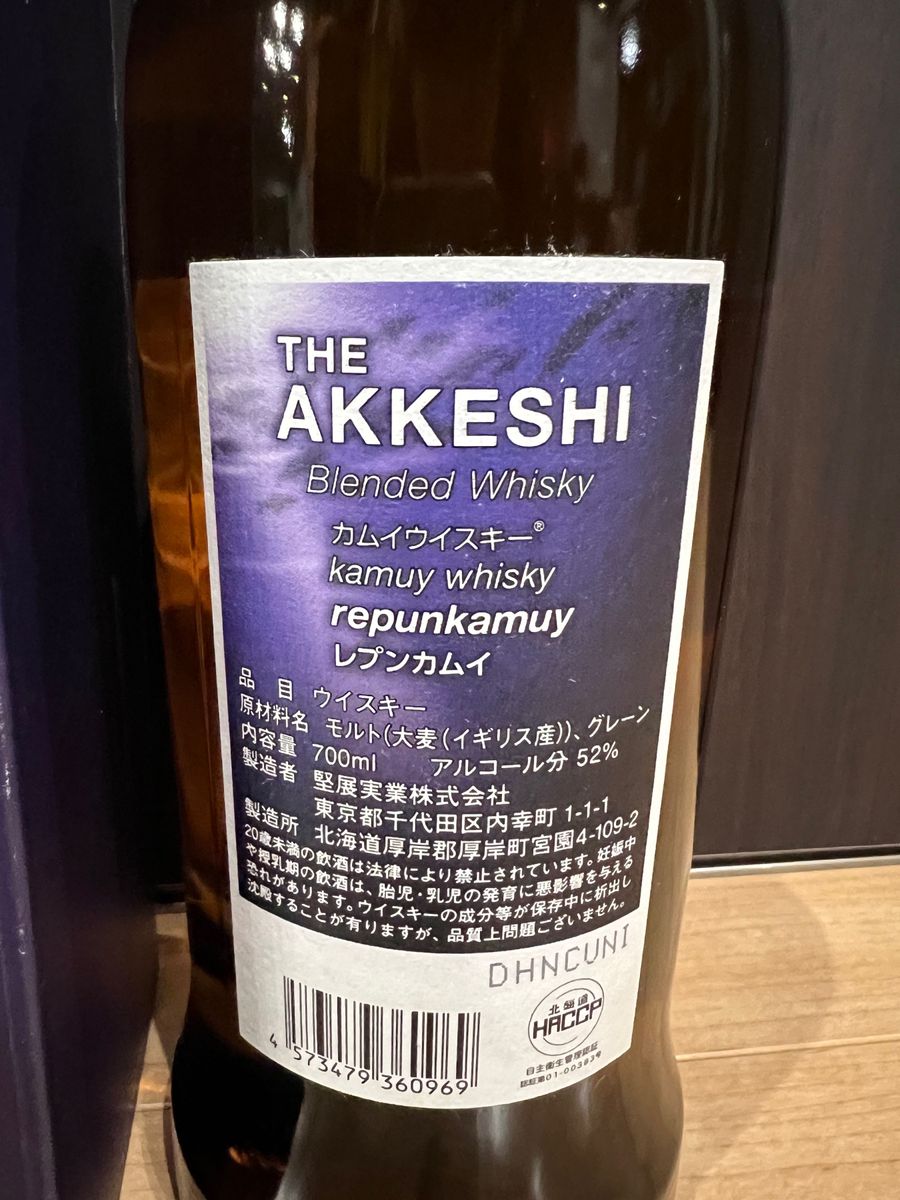 THE
AKKESHI
Blended Whisky
カムイウイスキー®
kamuy whisky
repunkamuy
レプンカムイ
品目 ウイスキー
原材料名 モルト(大麦(イギリス産))、グレーン
内容量 700ml アルコール分 52%
製造者 堅展実業株式会社
東京都千代田区内幸町 1-1-1
製造所 北海道厚岸郡厚岸町宮園4-109-2
20歳未満の飲酒は法律により禁止されています。妊娠中
や授乳期の飲酒は、胎児・乳児の発育に悪影響を与える
恐れがあります。ウイスキーの成分等が保存中に析出し
沈殿することが有りますが、品質上問題ございません。
DHNCUNI
北海道
HACCP
自主衛生管理認証
認証第01-00383号
4 573479 360969